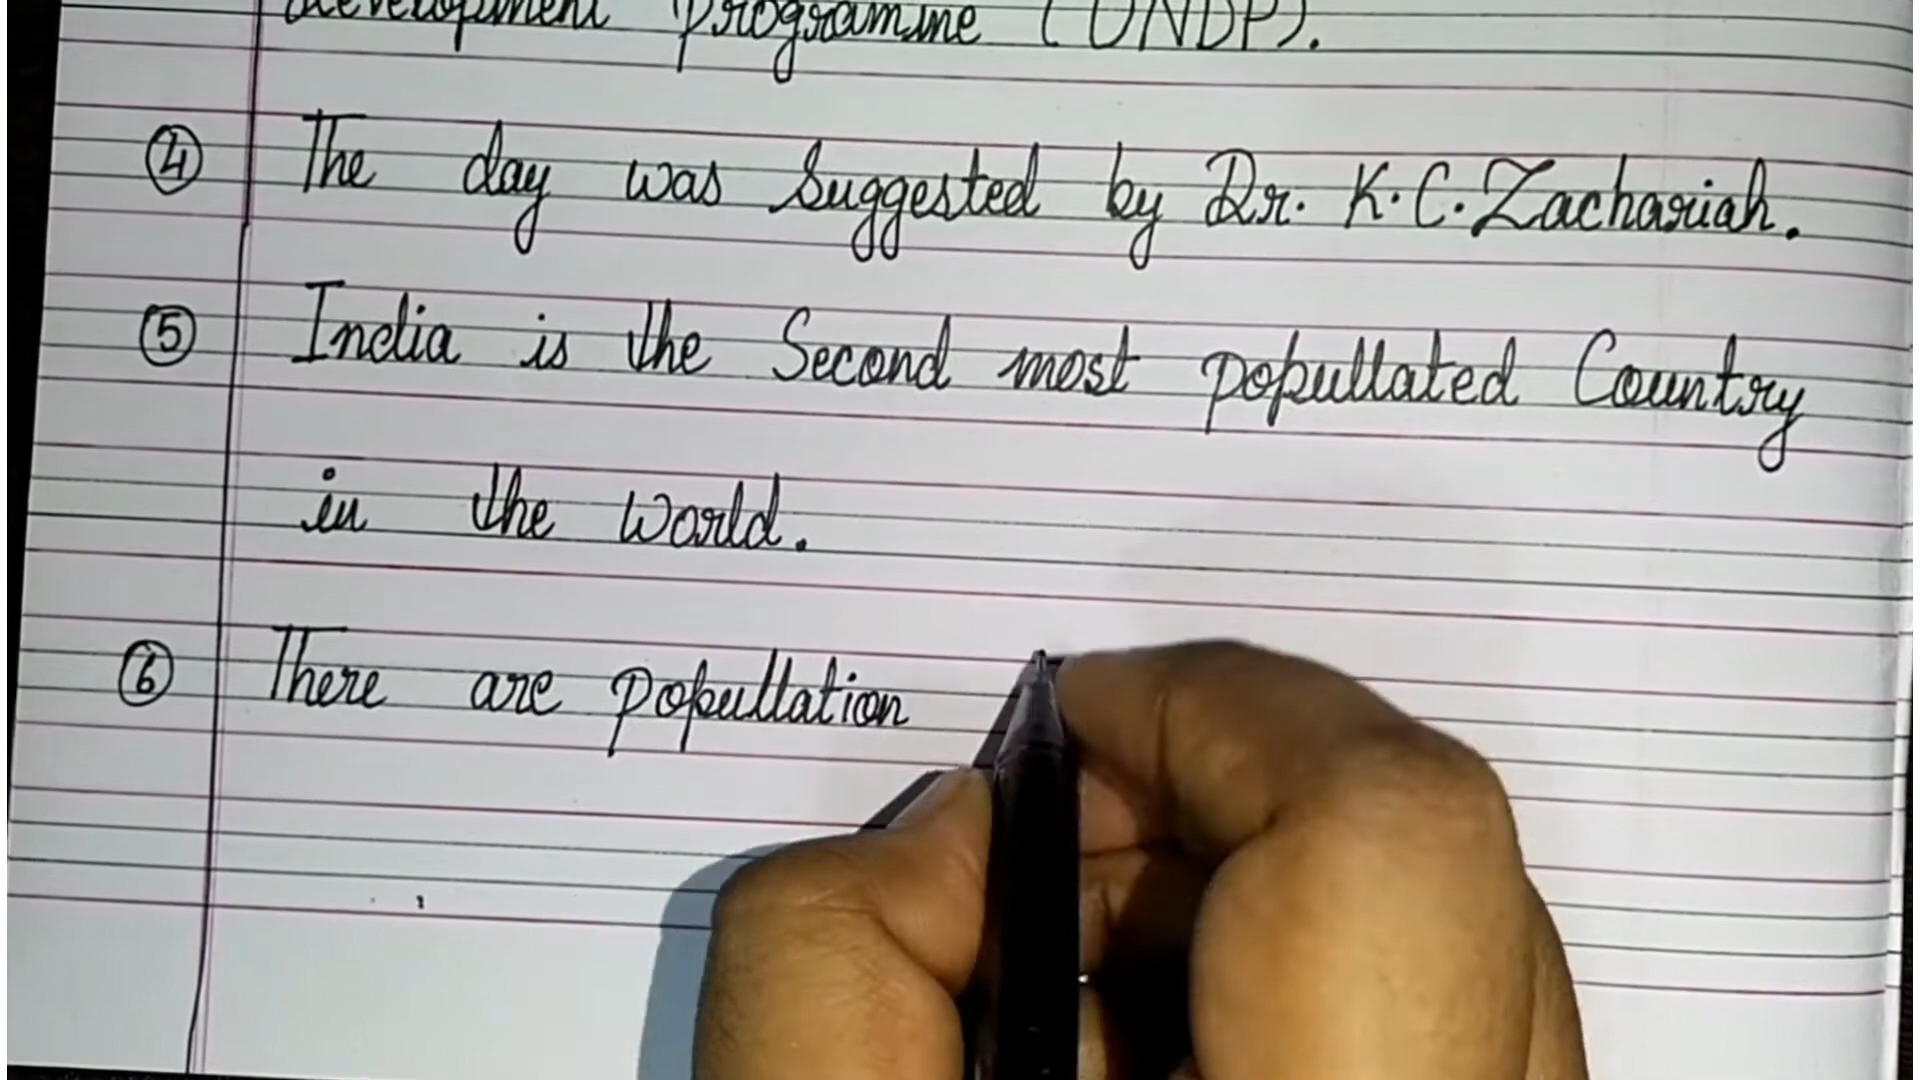 development programme (UNDP).
④ The day was Suggested by Dr. K.C. Zachariah.
⑤ India is the Second most popullated Country
in the world.
⑥ There are popullation